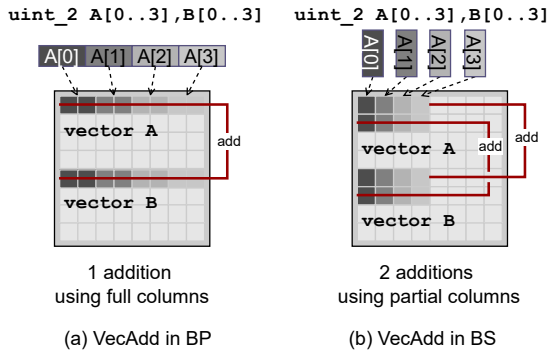 uint_2 A[0..3],B[0..3]
A[0] A[1] A[2] A[3]
vector A
add
vector B
1 addition
using full columns
(a) VecAdd in BP
uint_2 A[0..3],B[0..3]
A[0] A[1] A[2] A[3]
vector A
add
add
vector B
2 additions
using partial columns
(b) VecAdd in BS